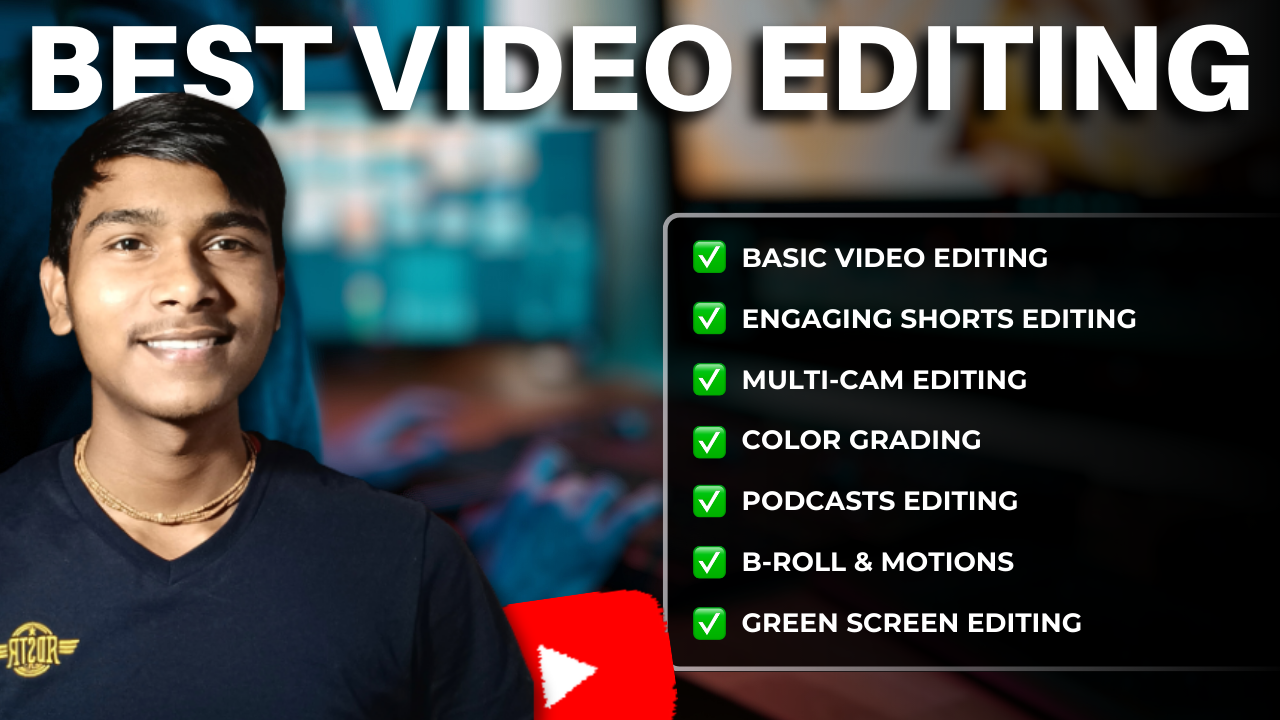 BEST VIDEO EDITING
✅ BASIC VIDEO EDITING
✅ ENGAGING SHORTS EDITING
✅ MULTI-CAM EDITING
✅ COLOR GRADING
✅ PODCASTS EDITING
✅ B-ROLL & MOTIONS
✅ GREEN SCREEN EDITING